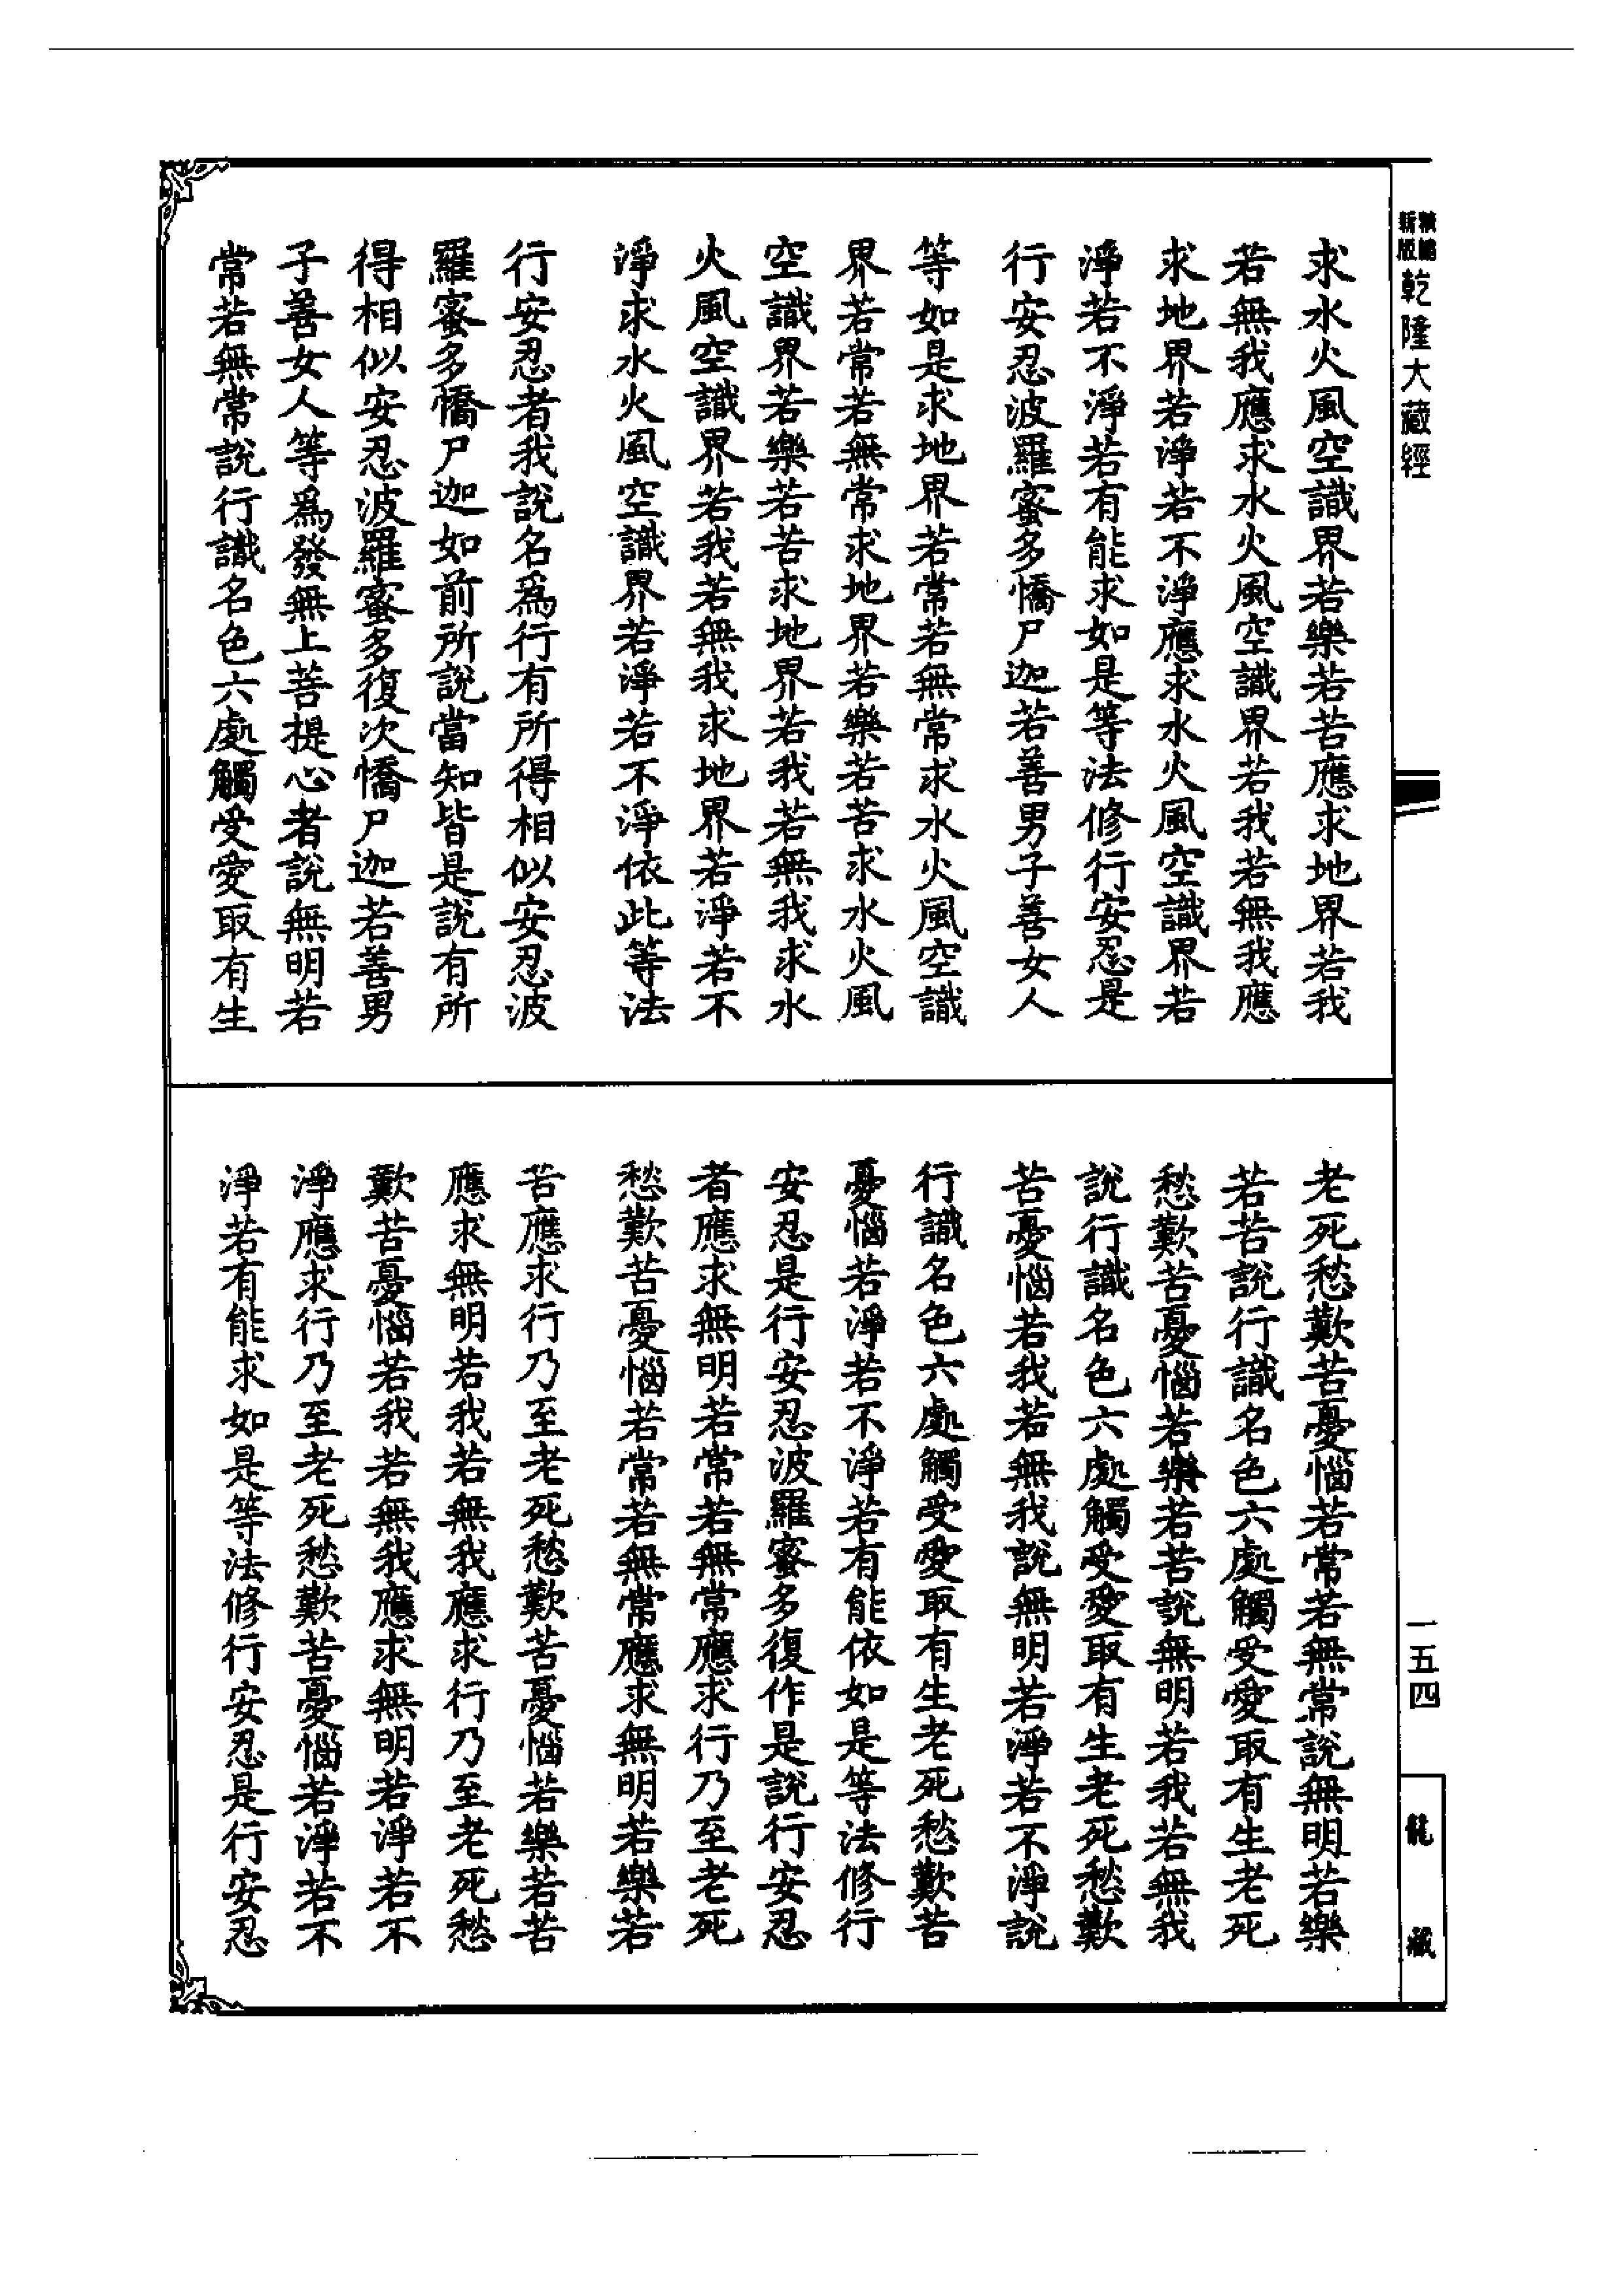 新編縮版乾隆大藏經
求水火風空識界若樂若苦應求地界若我
若無我應求水火風空識界若我若無我應
求地界若淨若不淨應求水火風空識界若
淨若不淨若有能求如是等法修行安忍是
行安忍波羅蜜多憍尸迦若善男子善女人
等如是求地界若常若無常求水火風空識
界若常若無常求地界若樂若苦求水火風
空識界若樂若苦求地界若我若無我求水
火風空識界若我若無我求地界若淨若不
淨求水火風空識界若淨若不淨依此等法
行安忍者我說名爲行有所得相似安忍波
羅蜜多憍尸迦如前所說當知皆是說有所
得相似安忍波羅蜜多復次憍尸迦若善男
子善女人等爲發無上菩提心者說無明若
常若無常說行識名色六處觸受愛取有生
老死愁歎苦憂惱若常若無常說無明若樂
若苦說行識名色六處觸受愛取有生老死
愁歎苦憂惱若樂若苦說無明若我若無我
說行識名色六處觸受愛取有生老死愁歎
苦憂惱若我若無我說無明若淨若不淨說
行識名色六處觸受愛取有生老死愁歎苦
憂惱若淨若不淨若有能依如是等法修行
安忍是行安忍波羅蜜多復作是說行安忍
者應求無明若常若無常應求行乃至老死
愁歎苦憂惱若常若無常應求無明若樂若
苦應求行乃至老死愁歎苦憂惱若樂若苦
應求無明若我若無我應求行乃至老死愁
歎苦憂惱若我若無我應求無明若淨若不
淨應求行乃至老死愁歎苦憂惱若淨若不
淨若有能求如是等法修行安忍是行安忍
一五四
龍藏